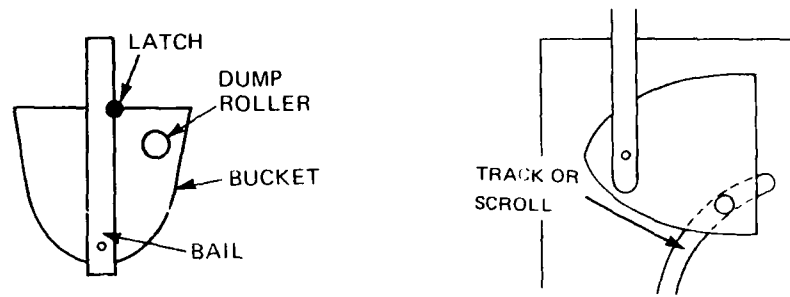 LATCH
DUMP
ROLLER
BUCKET
BAIL
TRACK OR
SCROLL